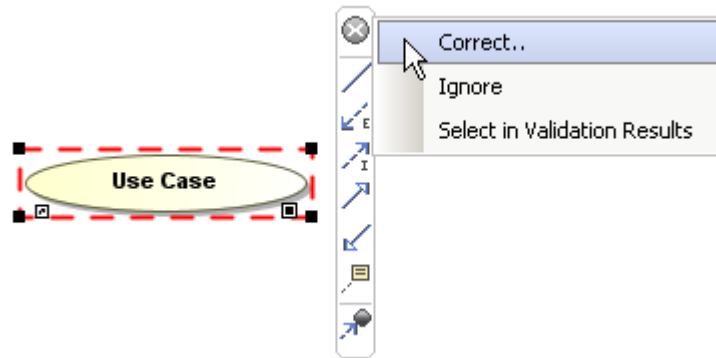 Correct..
Ignore
Select in Validation Results
Use Case
E
I